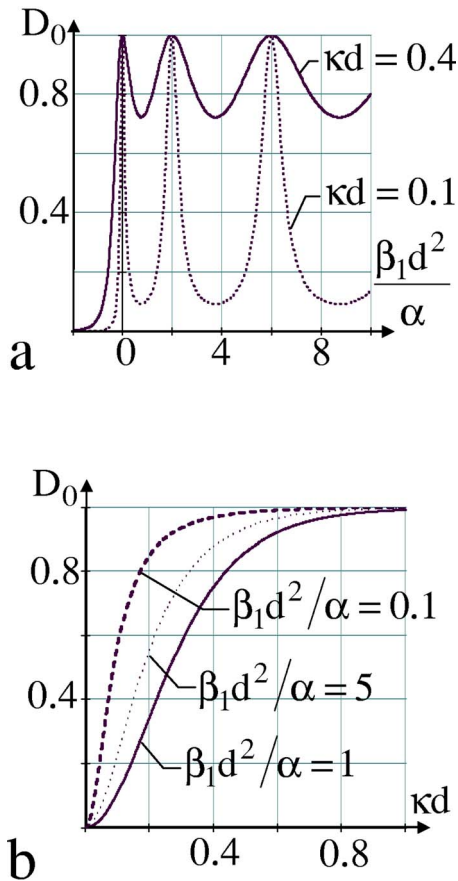 D₀
κd = 0.4
0.8
0.4
κd = 0.1
β₁d²/α
0 4 8
a
D₀
0.8
β₁d²/α = 0.1
0.4
β₁d²/α = 5
β₁d²/α = 1
κd
0.4 0.8
b